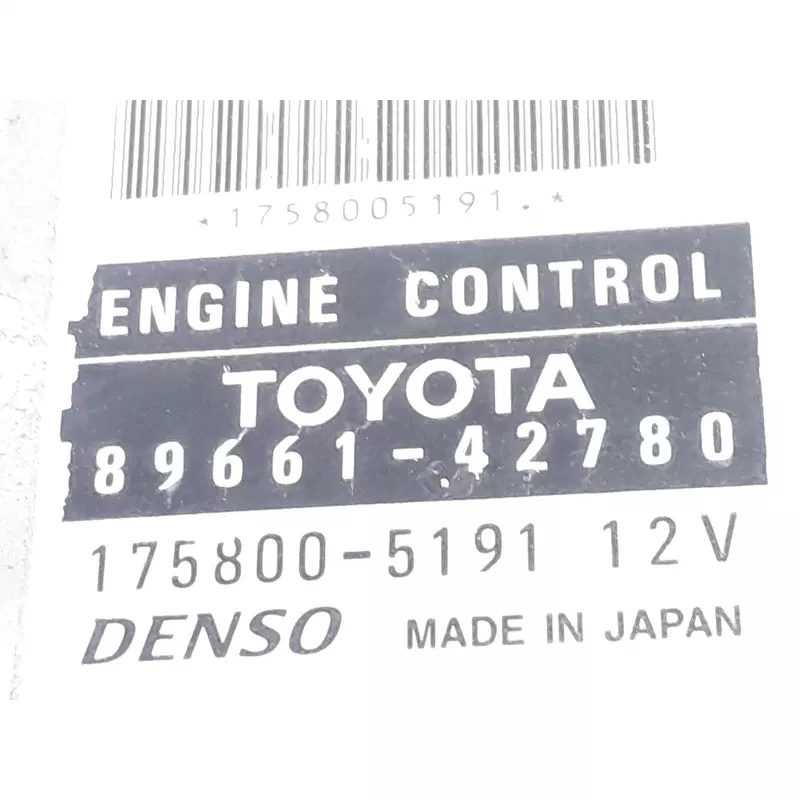 *1758005191.*
ENGINE CONTROL
TOYOTA
89661-42780
175800-5191 12V
DENSO MADE IN JAPAN